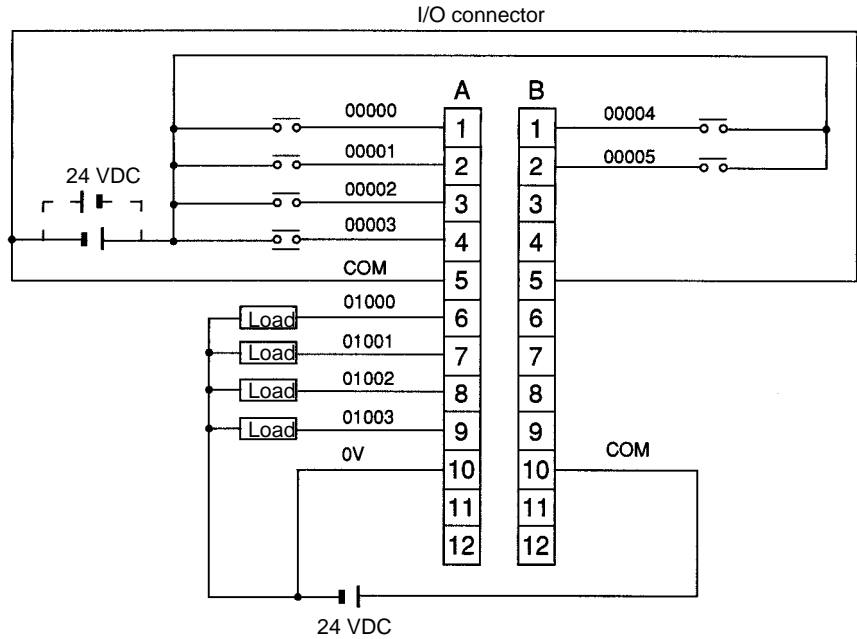 I/O connector
A B
00000 1 1 00004
00001 2 2 00005
24 VDC
00002 3 3
00003 4 4
COM 5 5
Load 01000 6 6
Load 01001 7 7
Load 01002 8 8
Load 01003 9 9
0V 10 10 COM
11 11
12 12
24 VDC